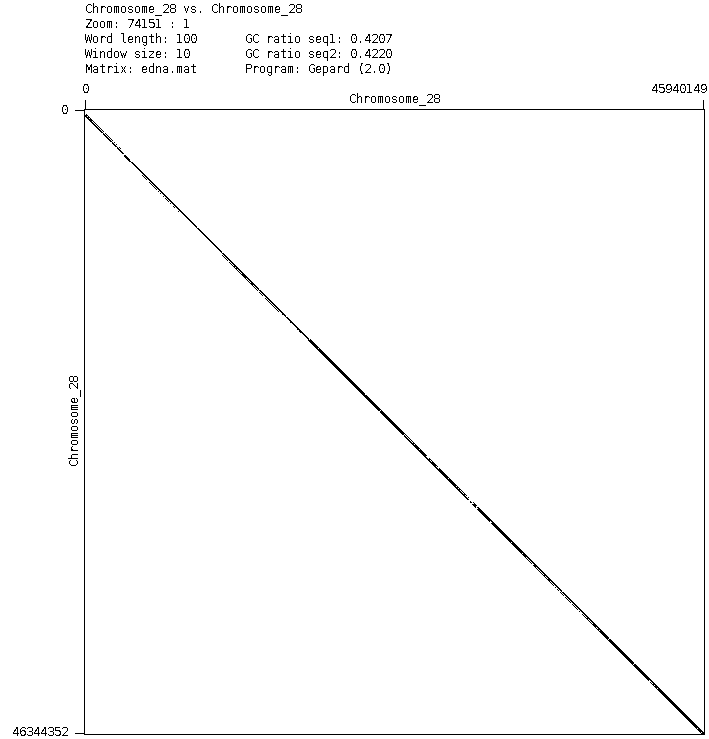 Chromosome_28 vs. Chromosome_28
Zoom: 74151 : 1
Word length: 100 GC ratio seq1: 0.4207
Window size: 10 GC ratio seq2: 0.4220
Matrix: edna.mat Program: Gepard (2.0)
0 45940149
Chromosome_28
0
Chromosome_28
46344352